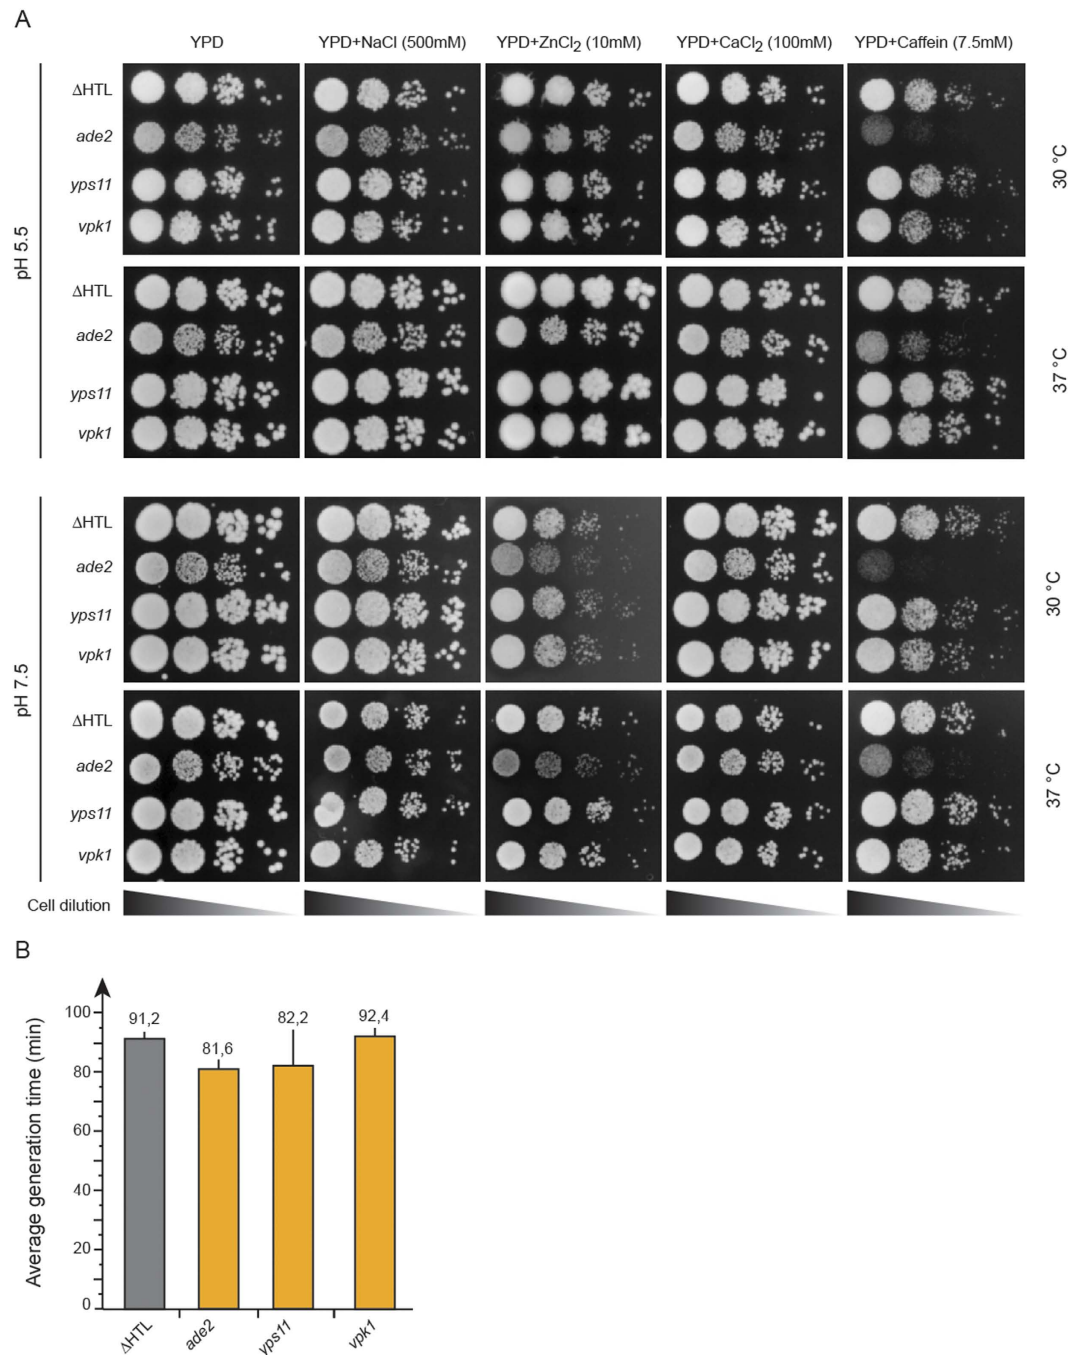 A
YPD YPD+NaCl (500mM) YPD+ZnCl2 (10mM) YPD+CaCl2 (100mM) YPD+Caffein (7.5mM)
pH 5.5
ΔHTL
ade2
yps11
vpk1
30 °C
ΔHTL
ade2
yps11
vpk1
37 °C
pH 7.5
ΔHTL
ade2
yps11
vpk1
30 °C
ΔHTL
ade2
yps11
vpk1
37 °C
Cell dilution
B
Average generation time (min)
100
80
60
40
20
0
91,2
81,6
82,2
92,4
ΔHTL
ade2
yps11
vpk1